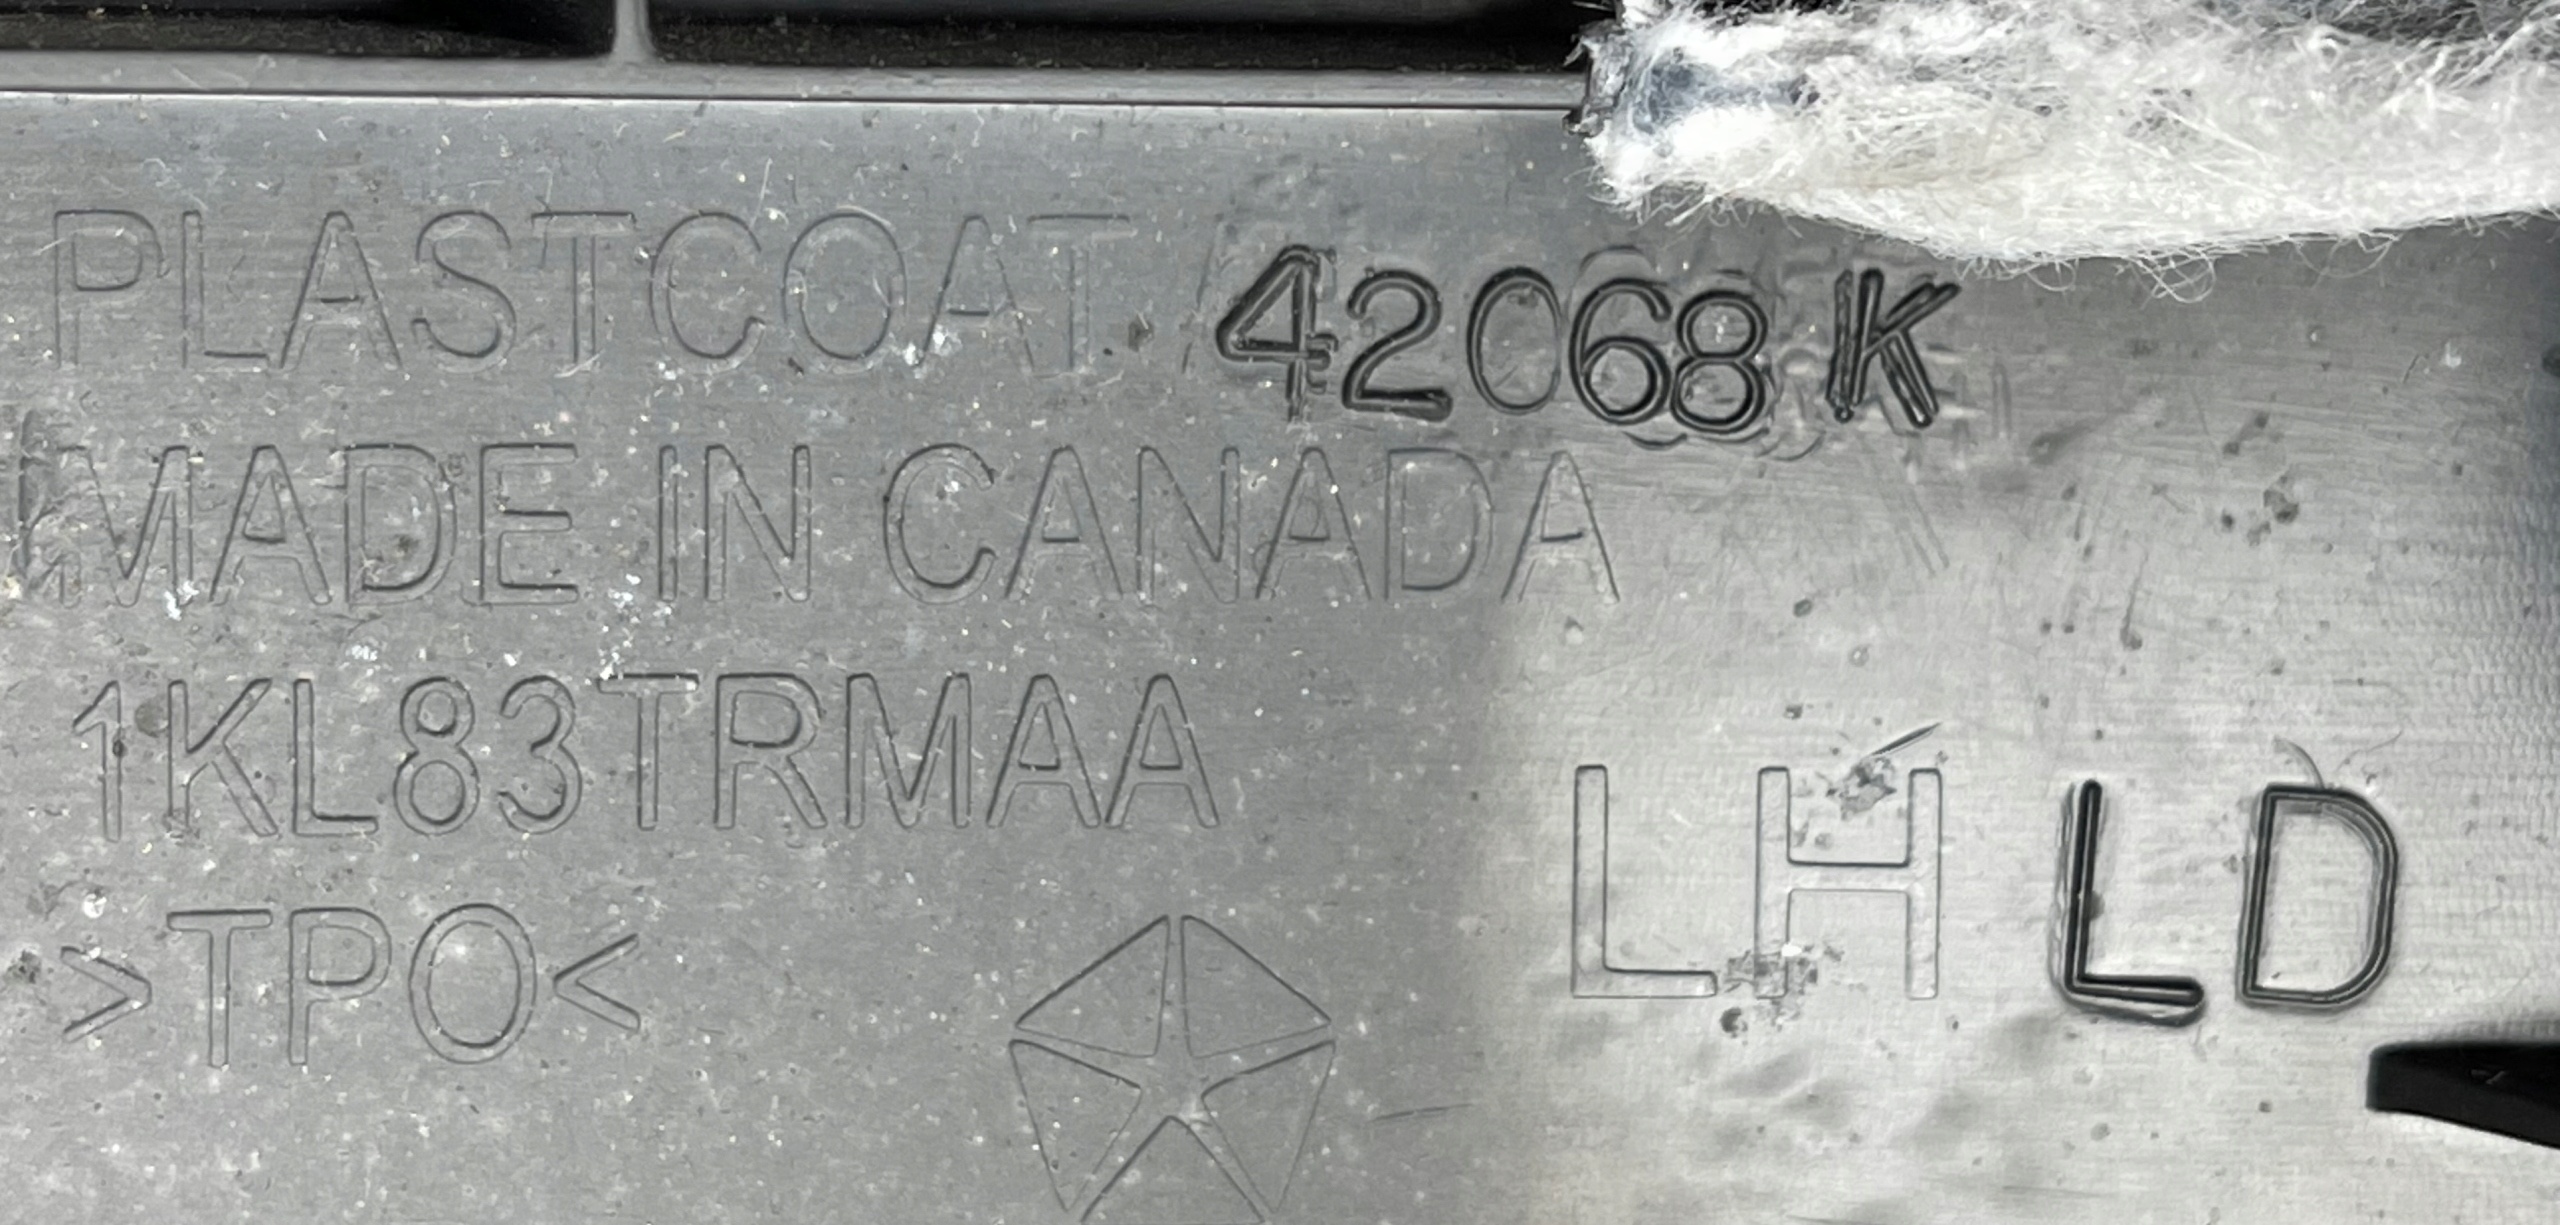 PLASTCOAT 42068 K
MADE IN CANADA
1KL83TRMAA
LH LD
>TPO<